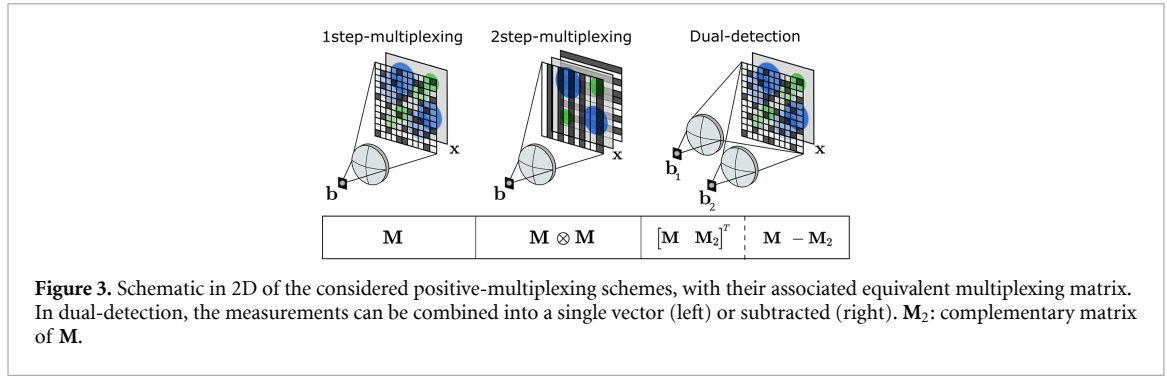 1step-multiplexing 2step-multiplexing Dual-detection
x x x
b b b₁
b₂
M M ⊗ M [M M₂]ᵀ M − M₂
Figure 3. Schematic in 2D of the considered positive-multiplexing schemes, with their associated equivalent multiplexing matrix.
In dual-detection, the measurements can be combined into a single vector (left) or subtracted (right). M₂: complementary matrix
of M.